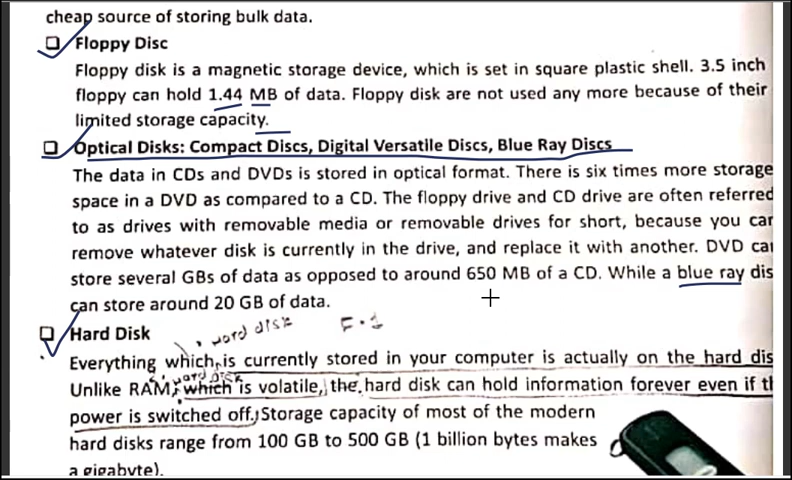 cheap source of storing bulk data.
Floppy Disc
Floppy disk is a magnetic storage device, which is set in square plastic shell. 3.5 inch
floppy can hold 1.44 MB of data. Floppy disk are not used any more because of their
limited storage capacity.
Optical Disks: Compact Discs, Digital Versatile Discs, Blue Ray Discs
The data in CDs and DVDs is stored in optical format. There is six times more storage
space in a DVD as compared to a CD. The floppy drive and CD drive are often referred
to as drives with removable media or removable drives for short, because you car
remove whatever disk is currently in the drive, and replace it with another. DVD ca
store several GBs of data as opposed to around 650 MB of a CD. While a blue ray dis
can store around 20 GB of data.
word disk F.1
Hard Disk
Everything which is currently stored in your computer is actually on the hard dis
Unlike RAM, which is volatile, the hard disk can hold information forever even if th
power is switched off. Storage capacity of most of the modern
hard disks range from 100 GB to 500 GB (1 billion bytes makes
a gigabyte).